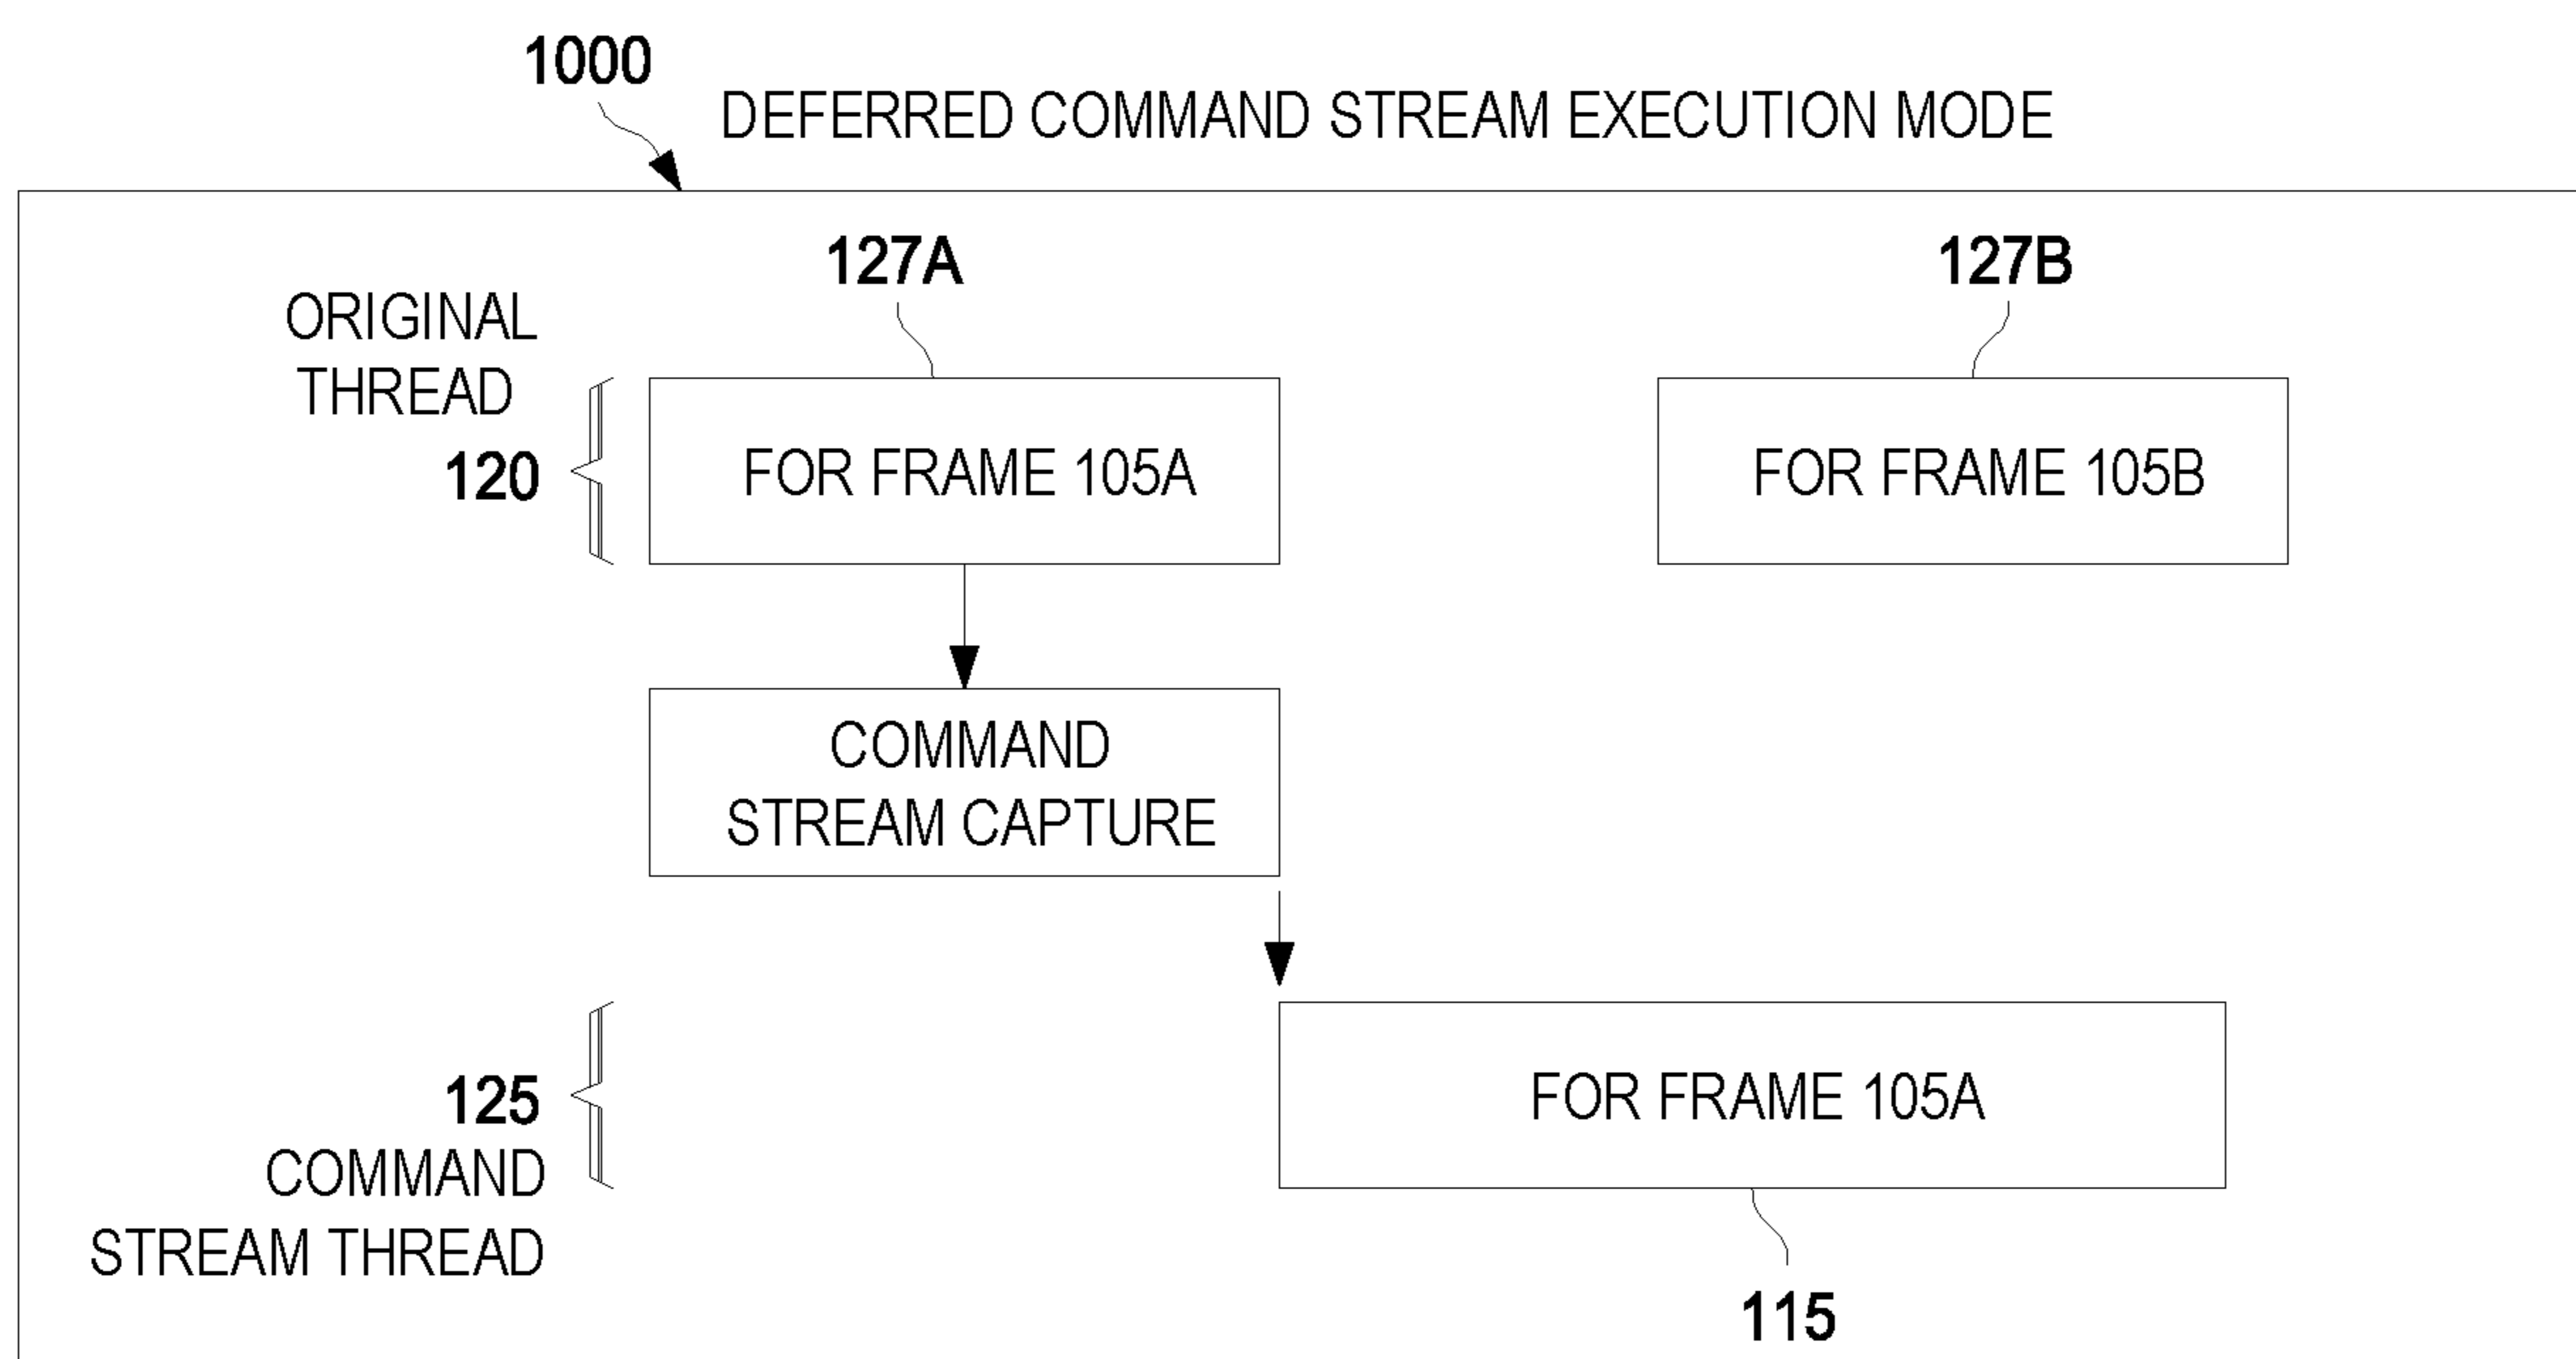 1000
DEFERRED COMMAND STREAM EXECUTION MODE
127A
127B
ORIGINAL
THREAD
120
FOR FRAME 105A
FOR FRAME 105B
COMMAND
STREAM CAPTURE
125
COMMAND
STREAM THREAD
FOR FRAME 105A
115